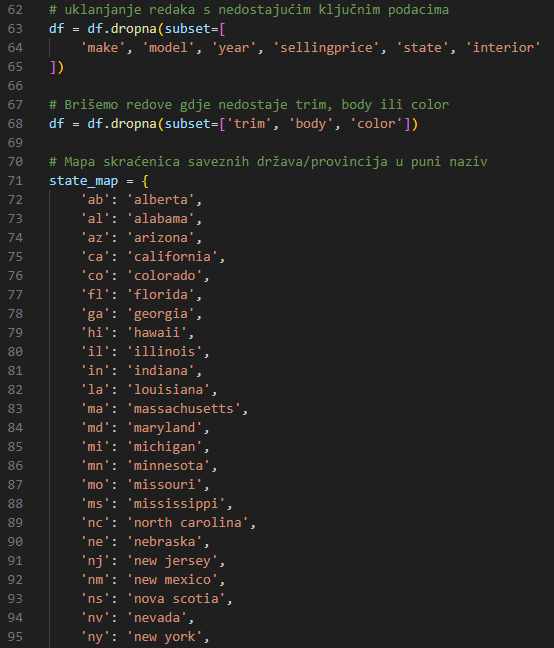 62 # uklanjanje redaka s nedostajućim ključnim podacima
63 df = df.dropna(subset=[
64     'make', 'model', 'year', 'sellingprice', 'state', 'interior'
65 ])
66
67 # Brišemo redove gdje nedostaje trim, body ili color
68 df = df.dropna(subset=['trim', 'body', 'color'])
69
70 # Mapa skraćenica saveznih država/provincija u puni naziv
71 state_map = {
72     'ab': 'alberta',
73     'al': 'alabama',
74     'az': 'arizona',
75     'ca': 'california',
76     'co': 'colorado',
77     'fl': 'florida',
78     'ga': 'georgia',
79     'hi': 'hawaii',
80     'il': 'illinois',
81     'in': 'indiana',
82     'la': 'louisiana',
83     'ma': 'massachusetts',
84     'md': 'maryland',
85     'mi': 'michigan',
86     'mn': 'minnesota',
87     'mo': 'missouri',
88     'ms': 'mississippi',
89     'nc': 'north carolina',
90     'ne': 'nebraska',
91     'nj': 'new jersey',
92     'nm': 'new mexico',
93     'ns': 'nova scotia',
94     'nv': 'nevada',
95     'ny': 'new york',